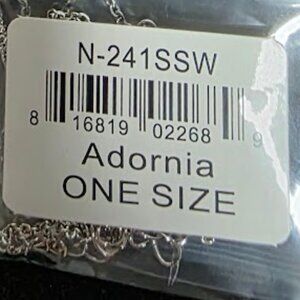 N-241SSW
8 16819 02268 9
Adornia
ONE SIZE